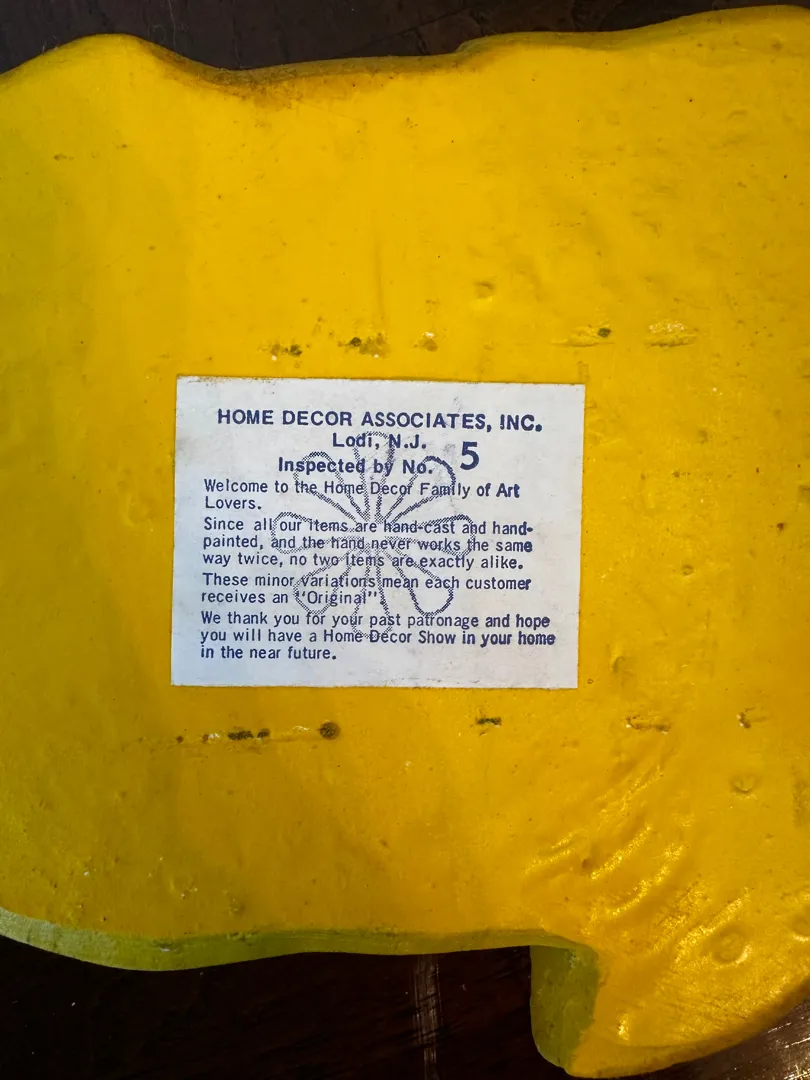 HOME DECOR ASSOCIATES, INC.
Lodi, N.J.
Inspected by No. 5
Welcome to the Home Decor Family of Art
Lovers.
Since all our items are hand-cast and hand-
painted, and the hand never works the same
way twice, no two items are exactly alike.
These minor variations mean each customer
receives an "Original".
We thank you for your past patronage and hope
you will have a Home Decor Show in your home
in the near future.